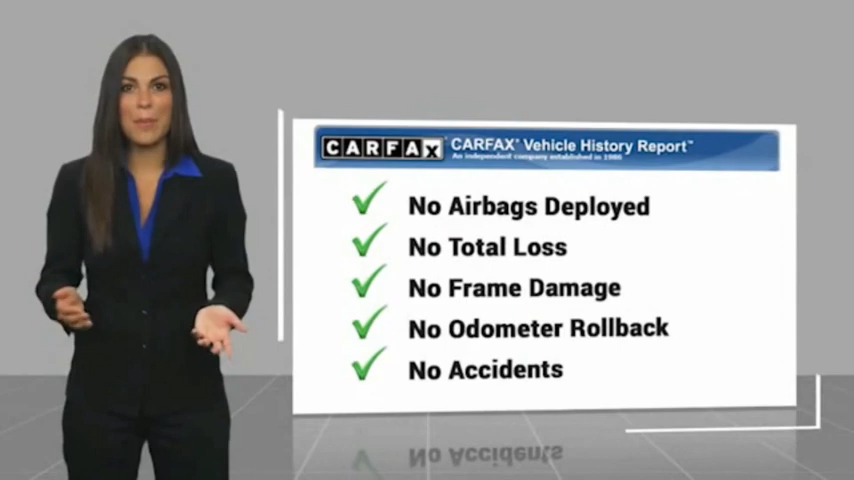 CARFAX CARFAX® Vehicle History Report™
An independent company established in 1986
No Airbags Deployed
No Total Loss
No Frame Damage
No Odometer Rollback
No Accidents
No Accidents